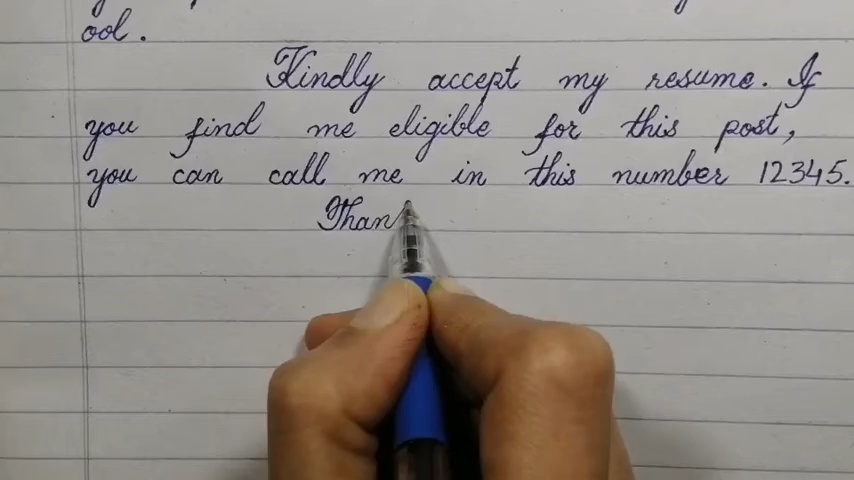 ool.
Kindly accept my resume. If
you find me eligible for this post,
you can call me in this number 12345.
Than